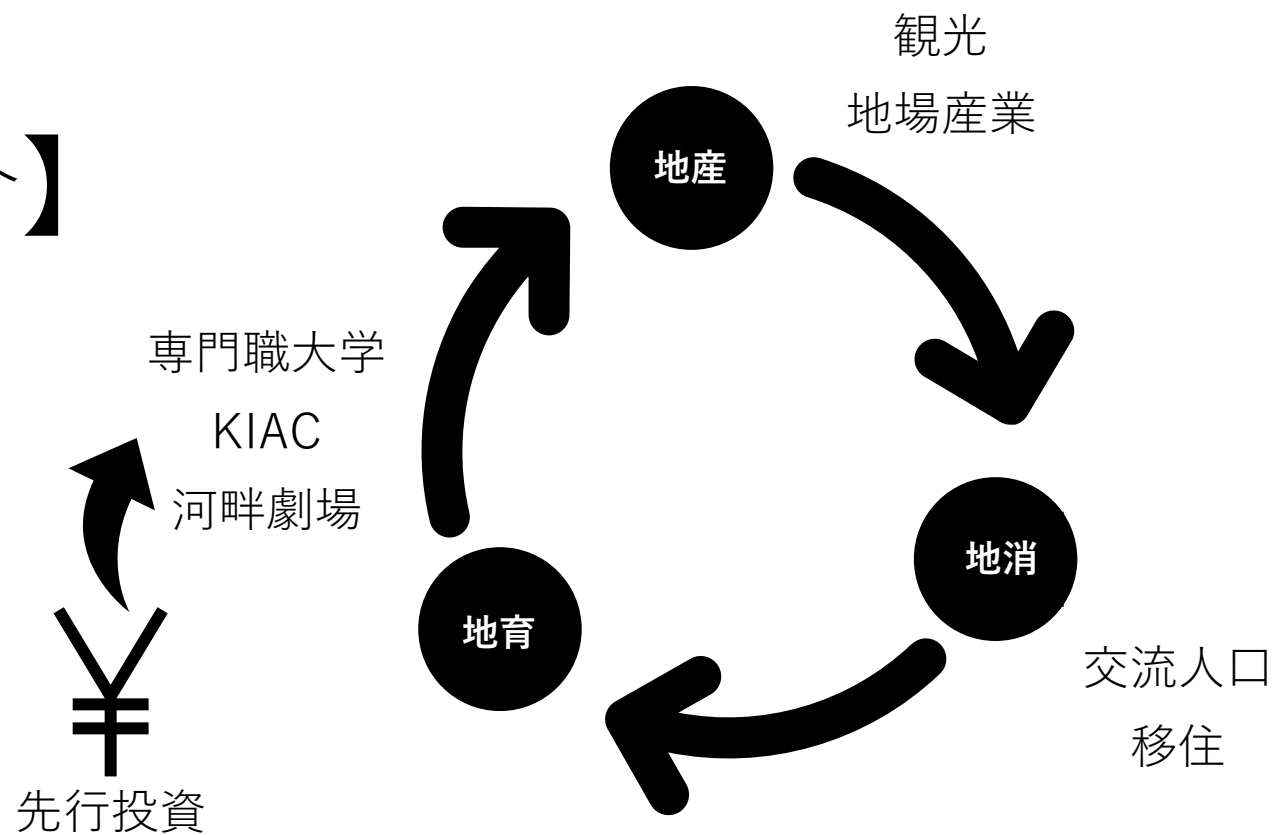 観光
地場産業
】
地産
専門職大学
KIAC
河畔劇場
地消
地育
交流人口
移住
¥
先行投資